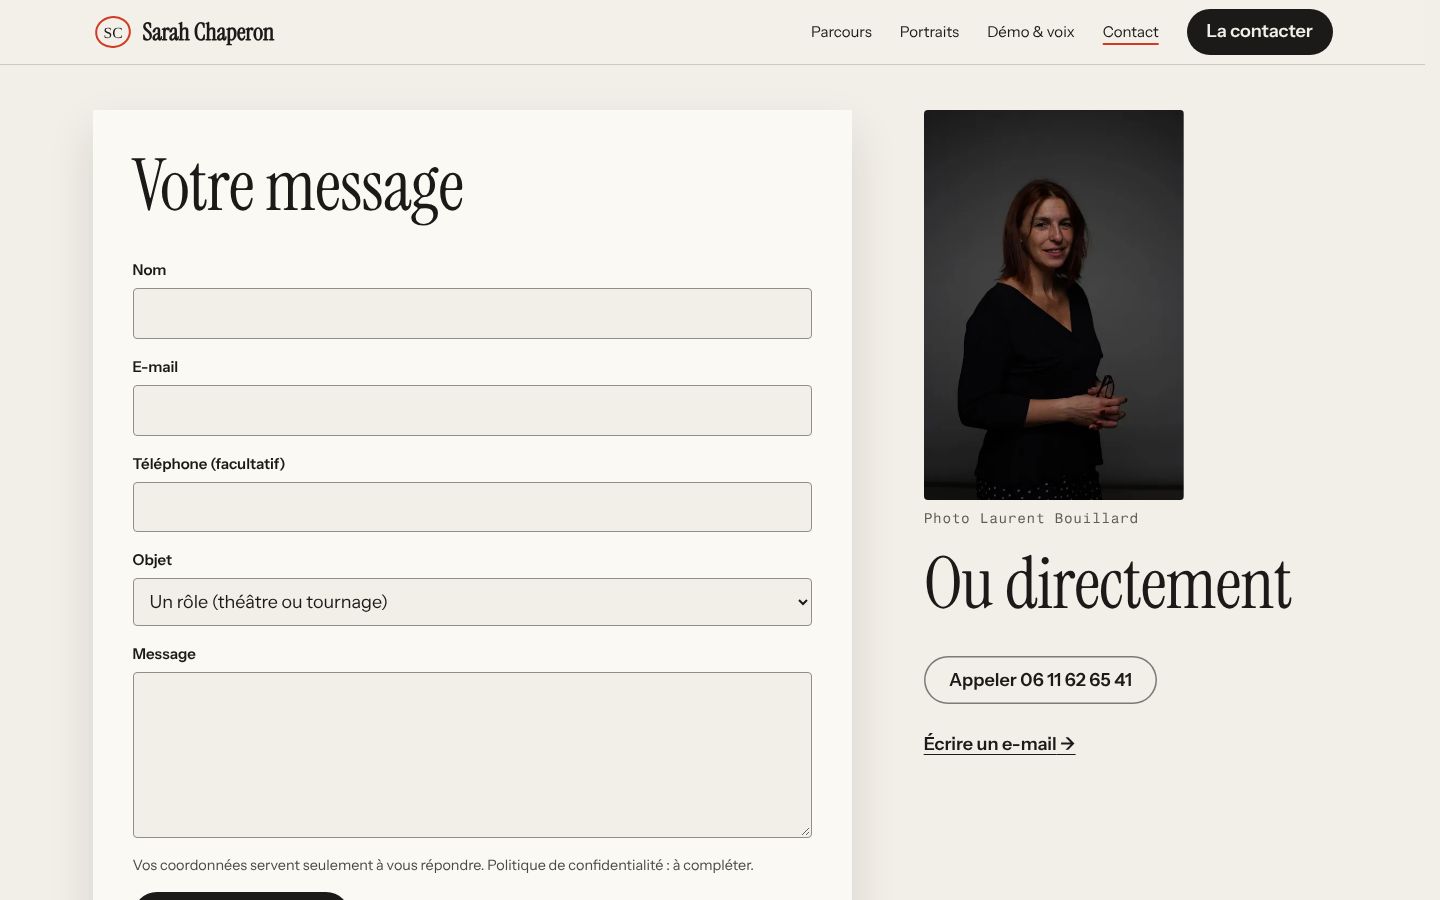 SC Sarah Chaperon
Parcours Portraits Démo & voix Contact La contacter
Votre message
Nom
E-mail
Téléphone (facultatif)
Objet
Un rôle (théâtre ou tournage)
Message
Vos coordonnées servent seulement à vous répondre. Politique de confidentialité : à compléter.
Photo Laurent Bouillard
Ou directement
Appeler 06 11 62 65 41
Écrire un e-mail →